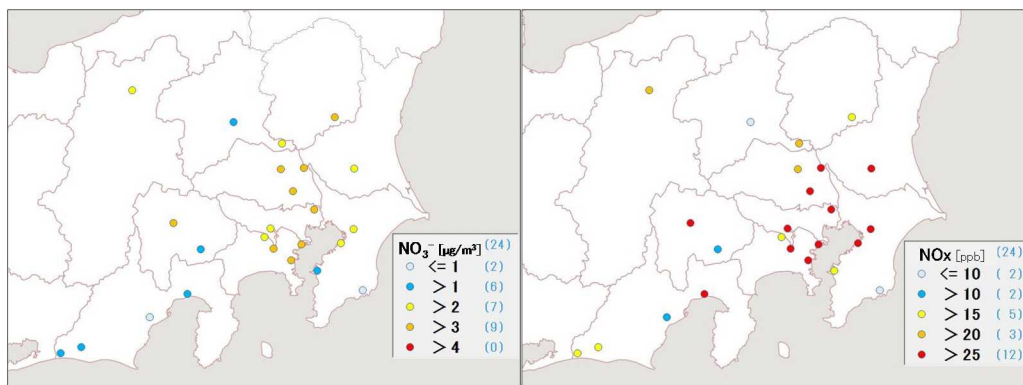 NO₃⁻ [μg/m³] (24)
<= 1 (2)
> 1 (6)
> 2 (7)
> 3 (9)
> 4 (0)
NOx [ppb] (24)
<= 10 ( 2)
> 10 ( 2)
> 15 ( 5)
> 20 ( 3)
> 25 (12)